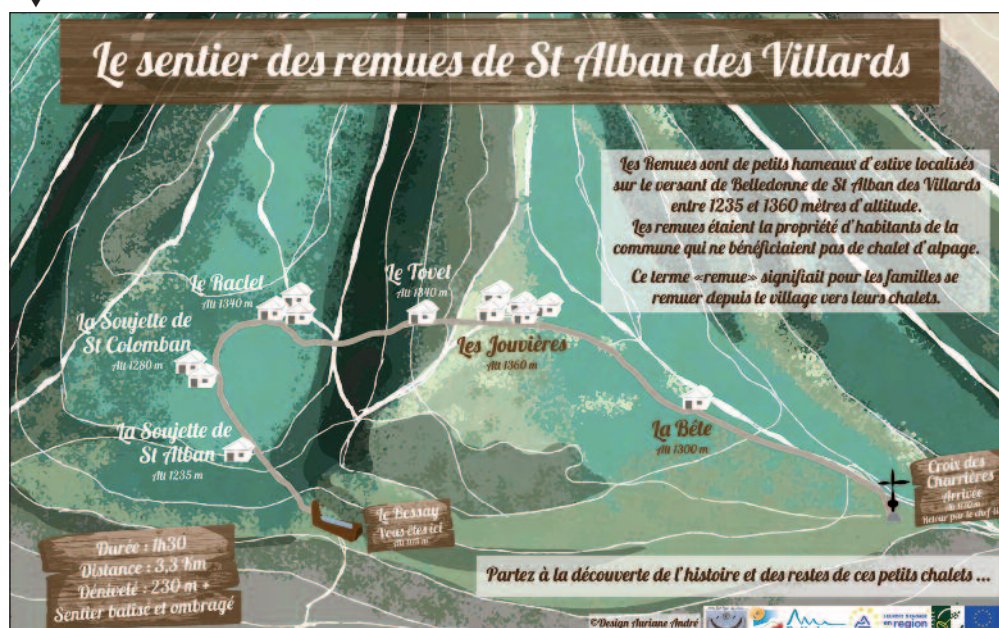 Le sentier des remues de St Alban des Villards
Les Remues sont de petits hameaux d'estive localisés
sur le versant de Belledonne de St Alban des Villards
entre 1235 et 1360 mètres d'altitude.
Les remues étaient la propriété d'habitants de la
commune qui ne bénéficiaient pas de chalet d'alpage.
Ce terme «remue» signifiait pour les familles se
remuer depuis le village vers leurs chalets.
Le Raclet
Alt 1340 m
Le Tovet
Alt 1340 m
La Soujette de
St Colomban
Alt 1280 m
Les Jouvières
Alt 1360 m
La Soujette de
St Alban
Alt 1235 m
La Bête
Alt 1300 m
Croix des
Charrières
Arrivée
Retour par le chef
Le Bessay
Vous êtes ici
Durée : 1h30
Distance : 3,3 Km
Dénivelé : 230 m +
Sentier balisé et ombragé
Partez à la découverte de l'histoire et des restes de ces petits chalets ...
©Design Auriane André
en region